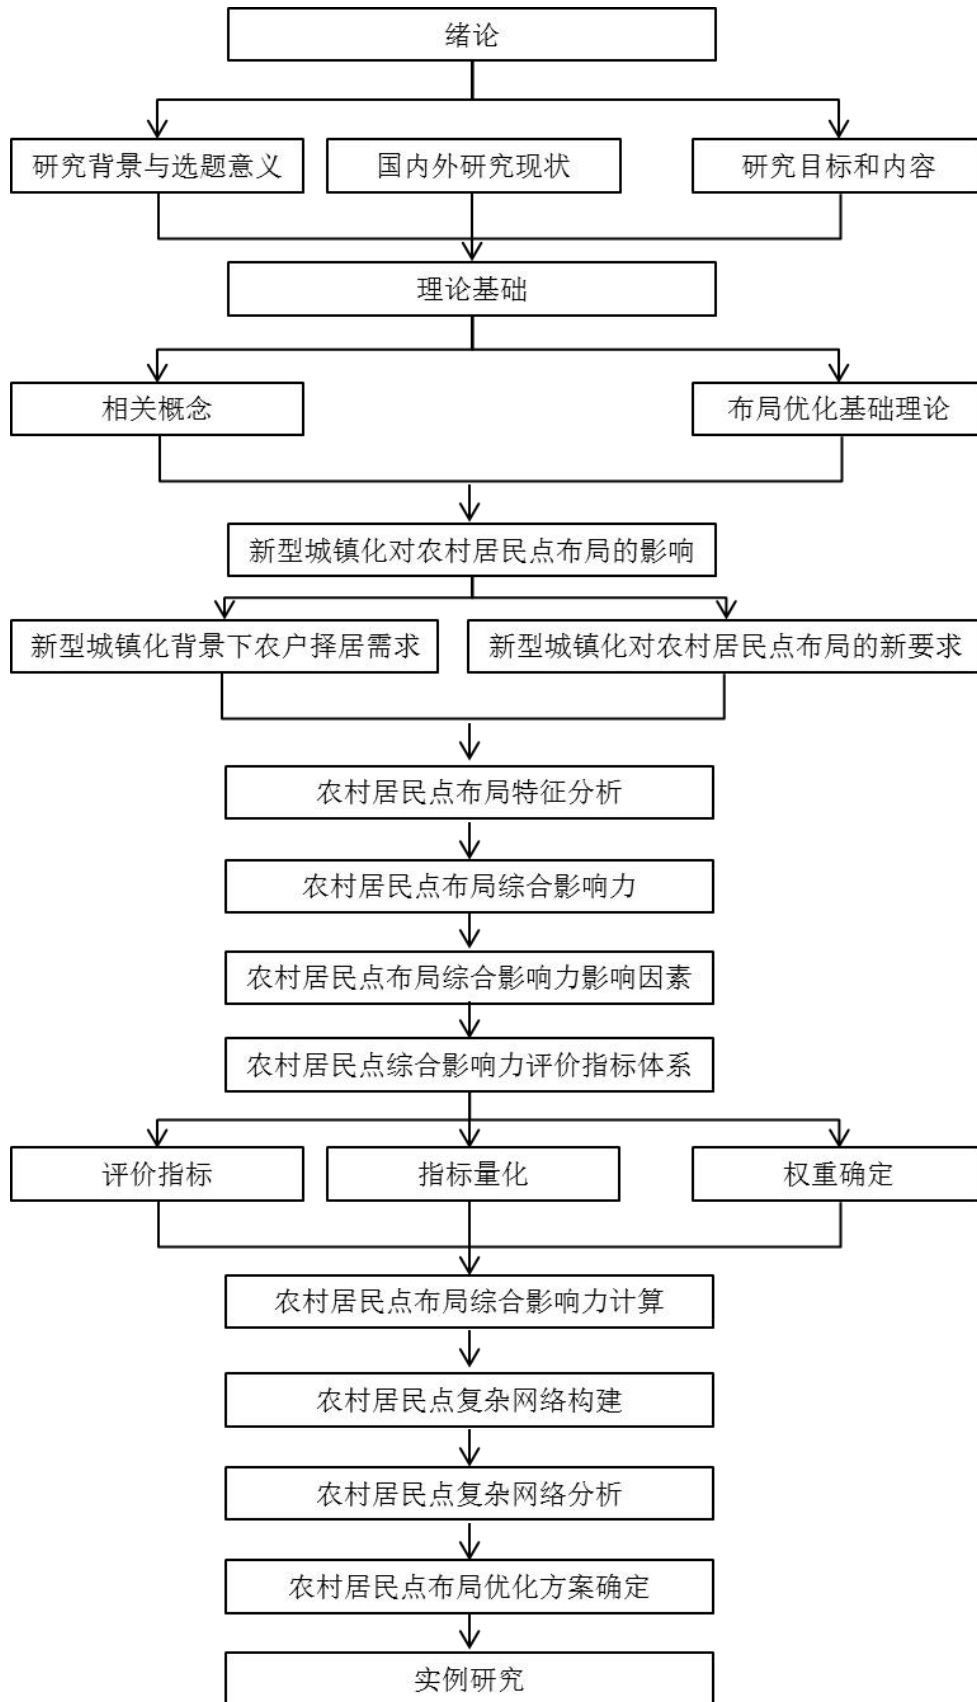 绪论
研究背景与选题意义
国内外研究现状
研究目标和内容
理论基础
相关概念
布局优化基础理论
新型城镇化对农村居民点布局的影响
新型城镇化背景下农户择居需求
新型城镇化对农村居民点布局的新要求
农村居民点布局特征分析
农村居民点布局综合影响力
农村居民点布局综合影响力影响因素
农村居民点综合影响力评价指标体系
评价指标
指标量化
权重确定
农村居民点布局综合影响力计算
农村居民点复杂网络构建
农村居民点复杂网络分析
农村居民点布局优化方案确定
实例研究